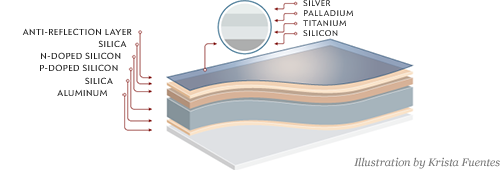 SILVER
PALLADIUM
TITANIUM
SILICON
ANTI-REFLECTION LAYER
SILICA
N-DOPED SILICON
P-DOPED SILICON
SILICA
ALUMINUM
Illustration by Krista Fuentes